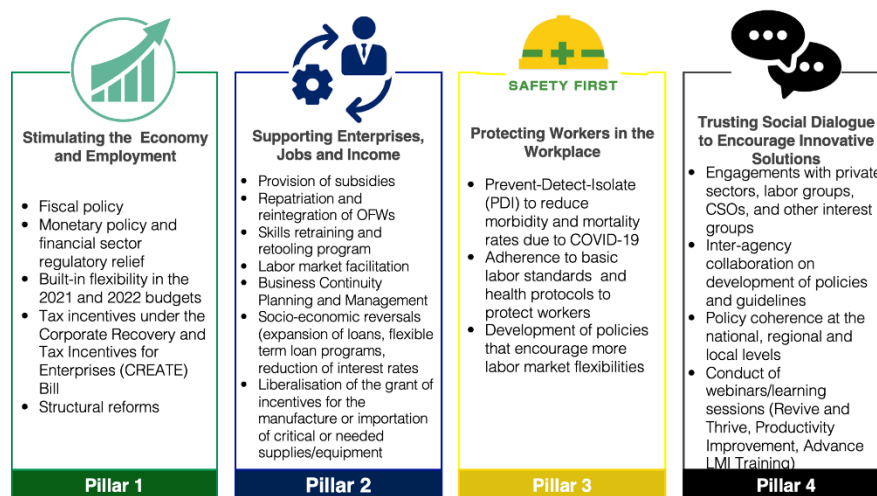 Stimulating the Economy
and Employment
• Fiscal policy
• Monetary policy and
financial sector
regulatory relief
• Built-in flexibility in the
2021 and 2022 budgets
• Tax incentives under the
Corporate Recovery and
Tax Incentives for
Enterprises (CREATE)
Bill
• Structural reforms
Pillar 1
Supporting Enterprises,
Jobs and Income
• Provision of subsidies
• Repatriation and
reintegration of OFWs
• Skills retraining and
retooling program
• Labor market facilitation
• Business Continuity
Planning and Management
• Socio-economic reversals
(expansion of loans, flexible
term loan programs,
reduction of interest rates
• Liberalisation of the grant of
incentives for the
manufacture or importation
of critical or needed
supplies/equipment
Pillar 2
SAFETY FIRST
Protecting Workers in the
Workplace
• Prevent-Detect-Isolate
(PDI) to reduce
morbidity and mortality
rates due to COVID-19
• Adherence to basic
labor standards and
health protocols to
protect workers
• Development of policies
that encourage more
labor market flexibilities
Pillar 3
Trusting Social Dialogue
to Encourage Innovative
Solutions
• Engagements with private
sectors, labor groups,
CSOs, and other interest
groups
• Inter-agency
collaboration on
development of policies
and guidelines
• Policy coherence at the
national, regional and
local levels
• Conduct of
webinars/learning
sessions (Revive and
Thrive, Productivity
Improvement, Advance
LMI Training)
Pillar 4